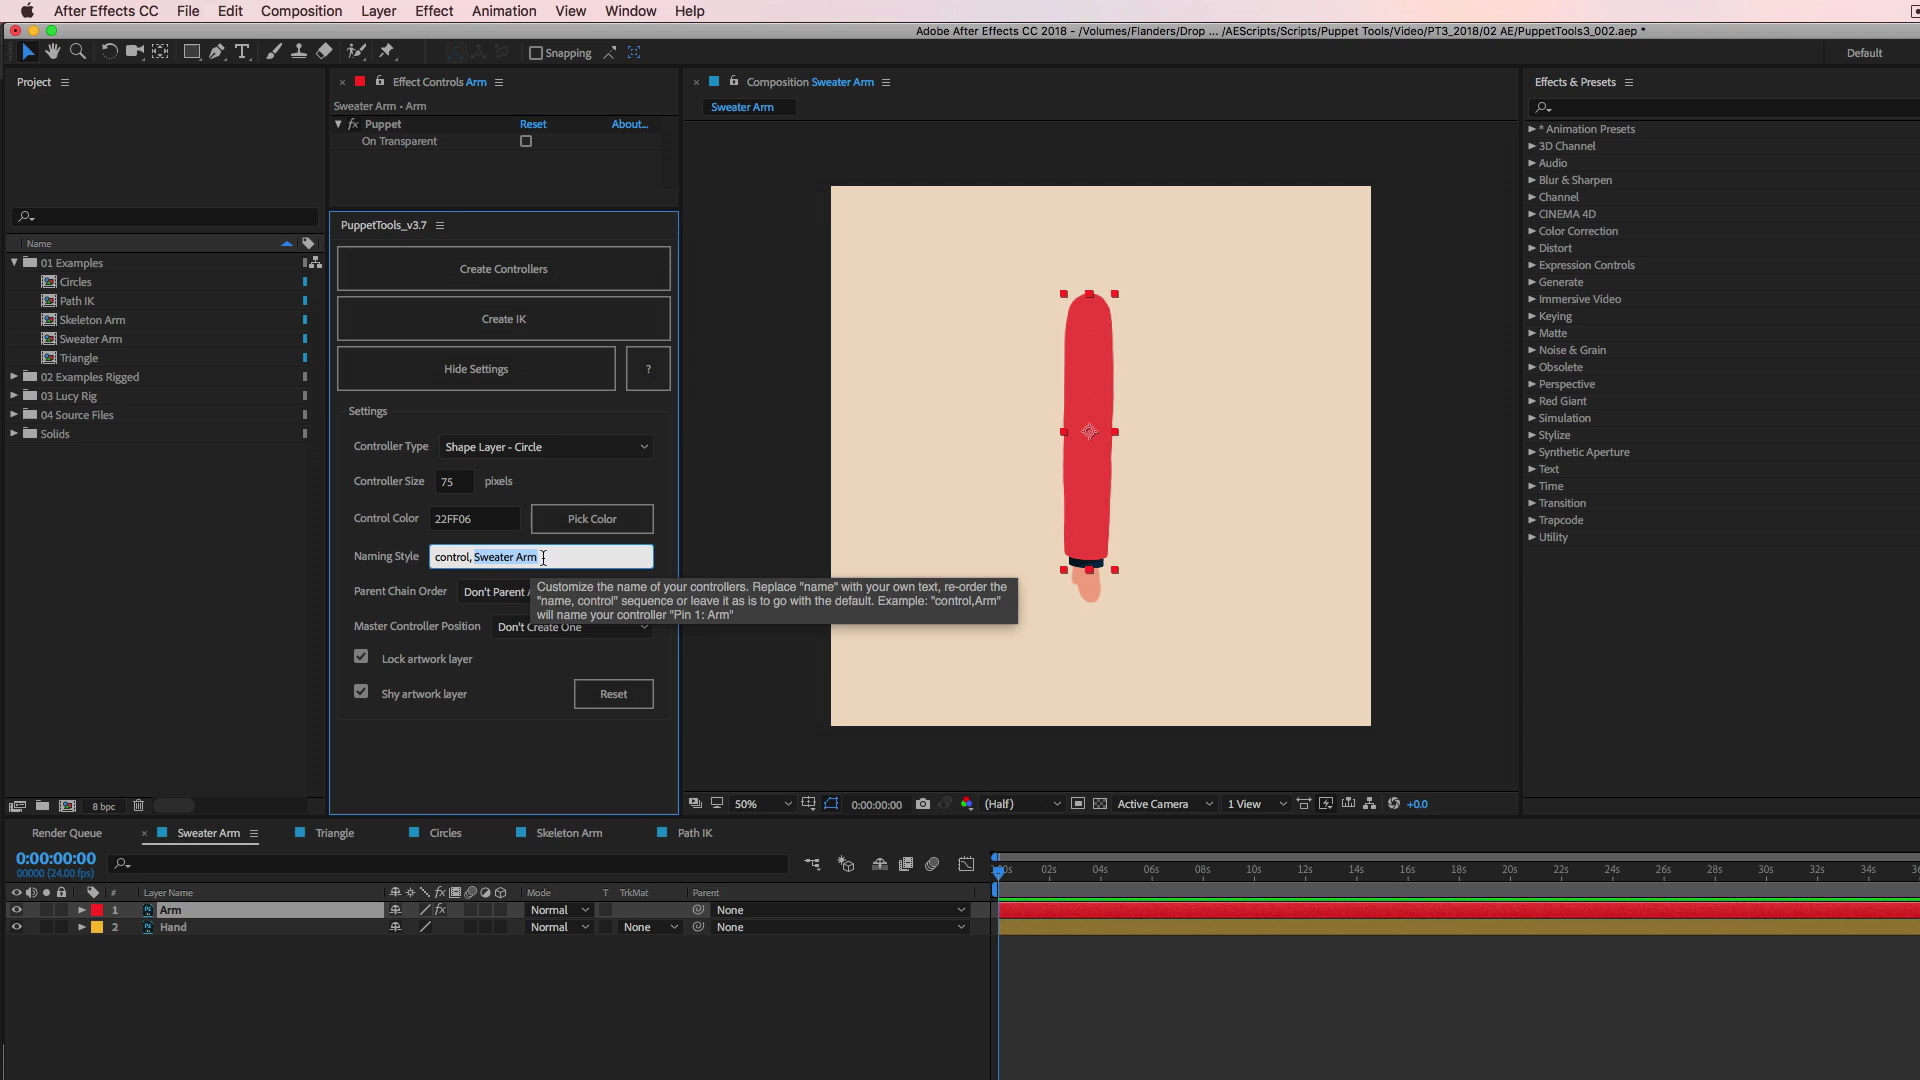 After Effects CC File Edit Composition Layer Effect Animation View Window Help
Adobe After Effects CC 2018 - /Volumes/Flanders/Drop ... /AEScripts/Scripts/Puppet Tools/Video/PT3_2018/02 AE/PuppetTools3_002.aep *
Snapping
Default
Project
Name
01 Examples
Circles
Path IK
Skeleton Arm
Sweater Arm
Triangle
02 Examples Rigged
03 Lucy Rig
04 Source Files
Solids
8 bpc
Effect Controls Arm
Sweater Arm • Arm
fx Puppet Reset About...
On Transparent
PuppetTools_v3.7
Create Controllers
Create IK
Hide Settings ?
Settings
Controller Type Shape Layer - Circle
Controller Size 75 pixels
Control Color 22FF06 Pick Color
Naming Style control, Sweater Arm
Parent Chain Order Don't Parent
Customize the name of your controllers. Replace "name" with your own text, re-order the
"name, control" sequence or leave it as is to go with the default. Example: "control,Arm"
will name your controller "Pin 1: Arm"
Master Controller Position Don't Create One
Lock artwork layer
Shy artwork layer Reset
Composition Sweater Arm
Sweater Arm
50% 0:00:00:00 (Half) Active Camera 1 View +0.0
Effects & Presets
* Animation Presets
3D Channel
Audio
Blur & Sharpen
Channel
CINEMA 4D
Color Correction
Distort
Expression Controls
Generate
Immersive Video
Keying
Matte
Noise & Grain
Obsolete
Perspective
Red Giant
Simulation
Stylize
Synthetic Aperture
Text
Time
Transition
Trapcode
Utility
Render Queue Sweater Arm Triangle Circles Skeleton Arm Path IK
0:00:00:00
00000 (24.00 fps)
# Layer Name fx Mode T TrkMat Parent
1 Arm fx Normal None
2 Hand Normal None None
02s 04s 06s 08s 10s 12s 14s 16s 18s 20s 22s 24s 26s 28s 30s 32s 34s